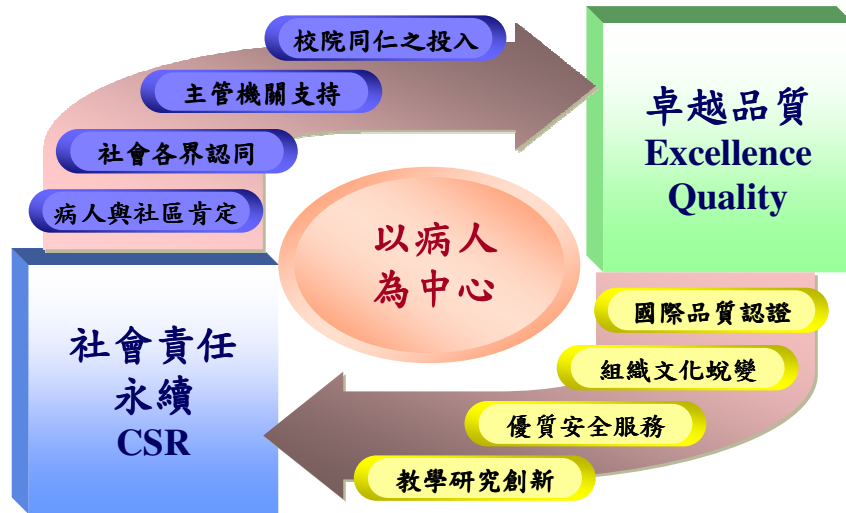 校院同仁之投入
主管機關支持
社會各界認同
病人與社區肯定
卓越品質
Excellence
Quality
以病人
為中心
社會責任
永續
CSR
國際品質認證
組織文化蛻變
優質安全服務
教學研究創新